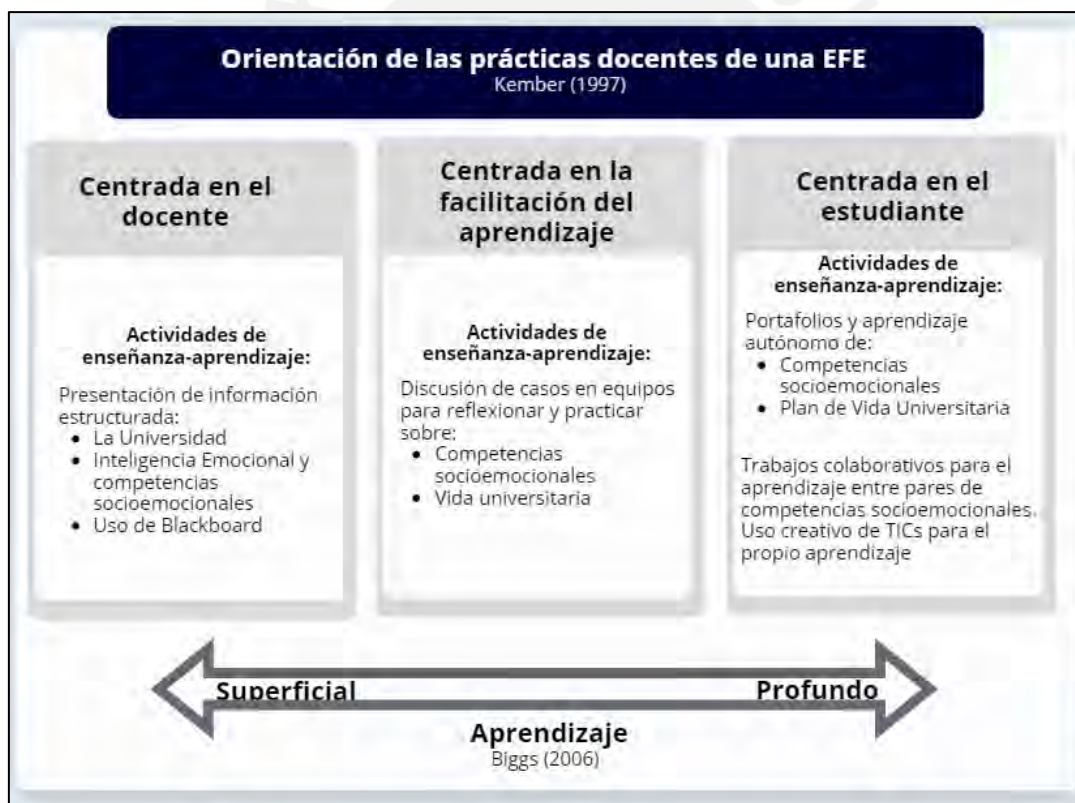 Orientación de las prácticas docentes de una EFE
Kember (1997)
Centrada en el
docente
Actividades de
enseñanza-aprendizaje:
Presentación de información
estructurada:
• La Universidad
• Inteligencia Emocional y
competencias
socioemocionales
• Uso de Blackboard
Centrada en la
facilitación del
aprendizaje
Actividades de
enseñanza-aprendizaje:
Discusión de casos en equipos
para reflexionar y practicar
sobre:
• Competencias
socioemocionales
• Vida universitaria
Centrada en el
estudiante
Actividades de
enseñanza-aprendizaje:
Portafolios y aprendizaje
autónomo de:
• Competencias
socioemocionales
• Plan de Vida Universitaria
Trabajos colaborativos para el
aprendizaje entre pares de
competencias socioemocionales.
Uso creativo de TICs para el
propio aprendizaje
Superficial
Profundo
Aprendizaje
Biggs (2006)